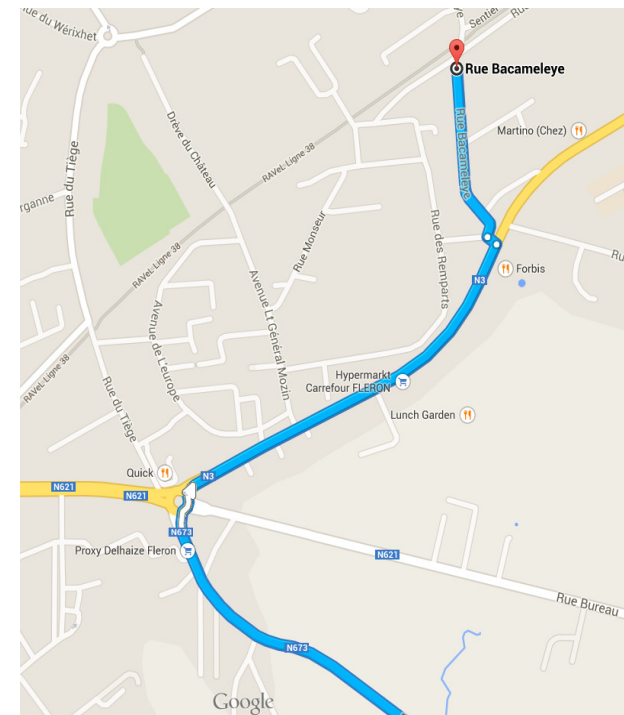 ue du Wérixhet
Sentier
Rue Bacameleye
Martino (Chez)
Rue Bacameleye
Drève du Château
RAVeL Ligne 38
Rue du Tiège
rganne
Rue Monseur
Rue des Remparts
RAVeL Ligne 38
Forbis
N3
Avenue Lt Général Mozin
Avenue de L'europe
RAVeL Ligne 38
Hypermarkt
Carrefour FLERON
Rue du Tiège
Lunch Garden
Quick
N3
N621
N621
N673
Proxy Delhaize Fleron
N621
Rue Bureau
N673
Google